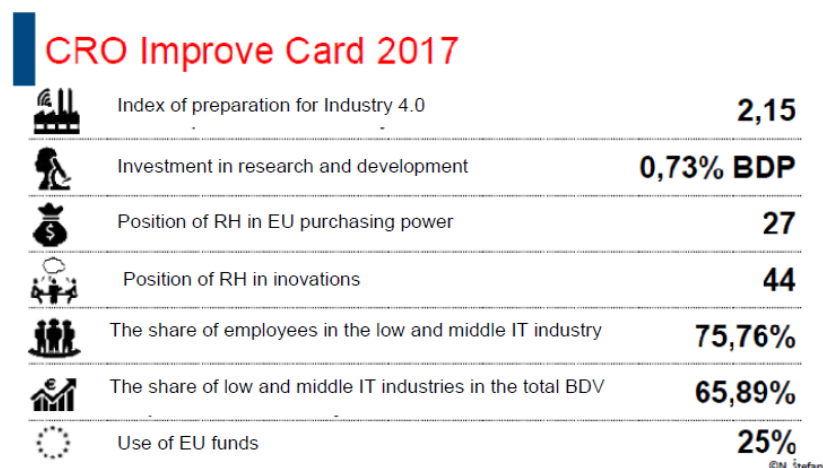 CRO Improve Card 2017
Index of preparation for Industry 4.0 2,15
Investment in research and development 0,73% BDP
Position of RH in EU purchasing power 27
Position of RH in inovations 44
The share of employees in the low and middle IT industry 75,76%
The share of low and middle IT industries in the total BDV 65,89%
Use of EU funds 25%
©N. Štefan